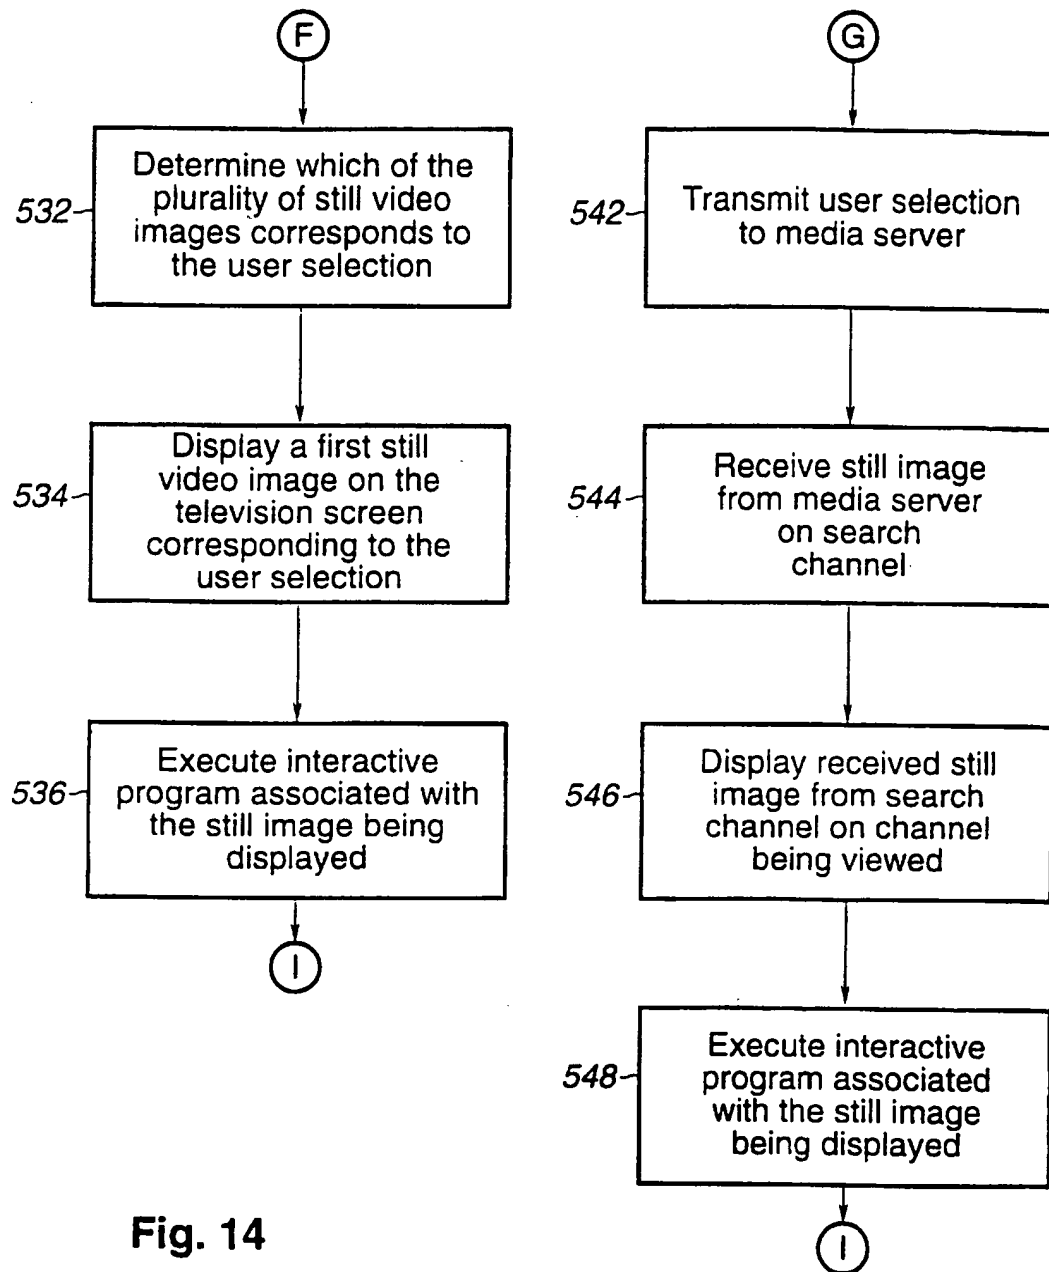 F
532
Determine which of the
plurality of still video
images corresponds to
the user selection
534
Display a first still
video image on the
television screen
corresponding to the
user selection
536
Execute interactive
program associated with
the still image being
displayed
I
G
542
Transmit user selection
to media server
544
Receive still image
from media server
on search
channel
546
Display received still
image from search
channel on channel
being viewed
548
Execute interactive
program associated
with the still image
being displayed
I
Fig. 14